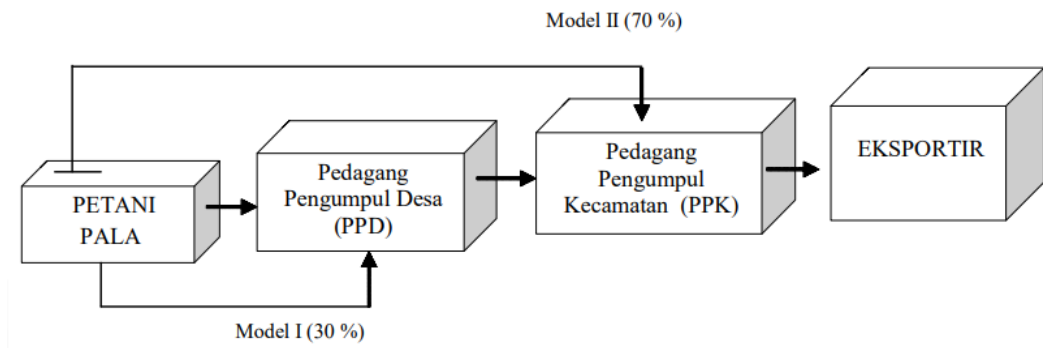 Model II (70 %)
PETANI
PALA
Pedagang
Pengumpul Desa
(PPD)
Pedagang
Pengumpul
Kecamatan (PPK)
EKSPORTIR
Model I (30 %)